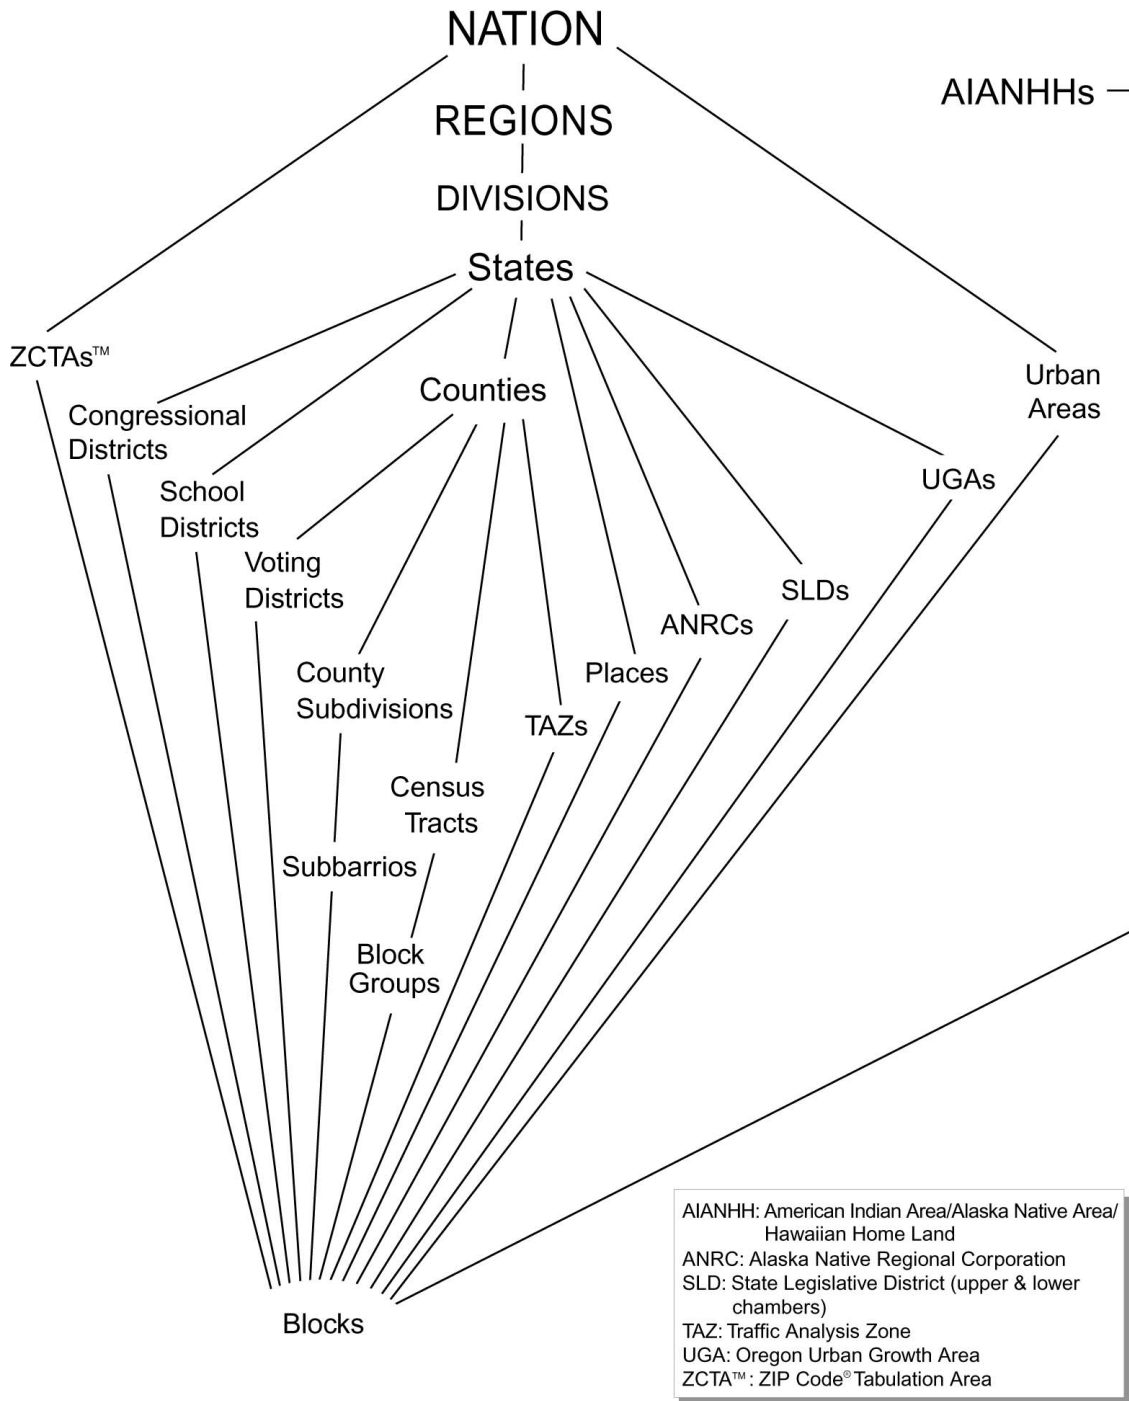 NATION
AIANHHs
REGIONS
DIVISIONS
States
ZCTAs™
Counties
Urban
Areas
Congressional
Districts
UGAs
School
Districts
Voting
Districts
SLDs
ANRCs
County
Subdivisions
Places
TAZs
Census
Tracts
Subbarrios
Block
Groups
Blocks
AIANHH: American Indian Area/Alaska Native Area/
Hawaiian Home Land
ANRC: Alaska Native Regional Corporation
SLD: State Legislative District (upper & lower
chambers)
TAZ: Traffic Analysis Zone
UGA: Oregon Urban Growth Area
ZCTA™: ZIP Code® Tabulation Area